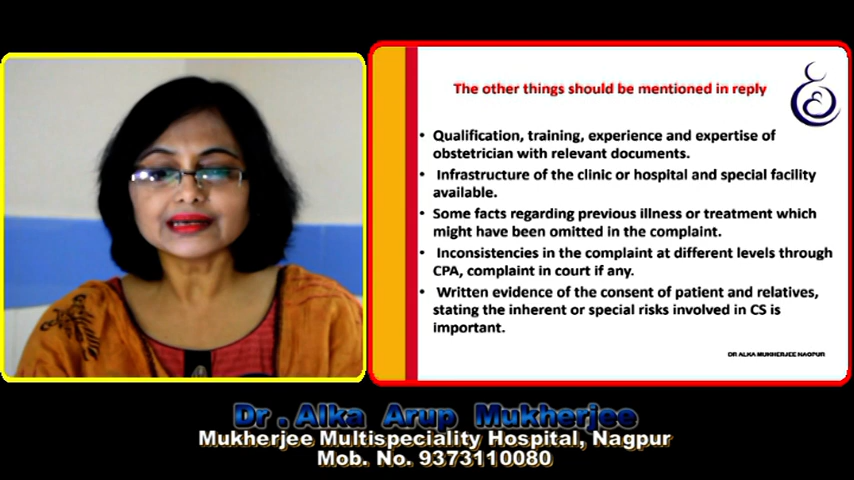 The other things should be mentioned in reply
• Qualification, training, experience and expertise of
obstetrician with relevant documents.
• Infrastructure of the clinic or hospital and special facility
available.
• Some facts regarding previous illness or treatment which
might have been omitted in the complaint.
• Inconsistencies in the complaint at different levels through
CPA, complaint in court if any.
• Written evidence of the consent of patient and relatives,
stating the inherent or special risks involved in CS is
important.
DR ALKA MUKHERJEE NAGPUR
Dr . Alka Arup Mukherjee
Mukherjee Multispeciality Hospital, Nagpur
Mob. No. 9373110080